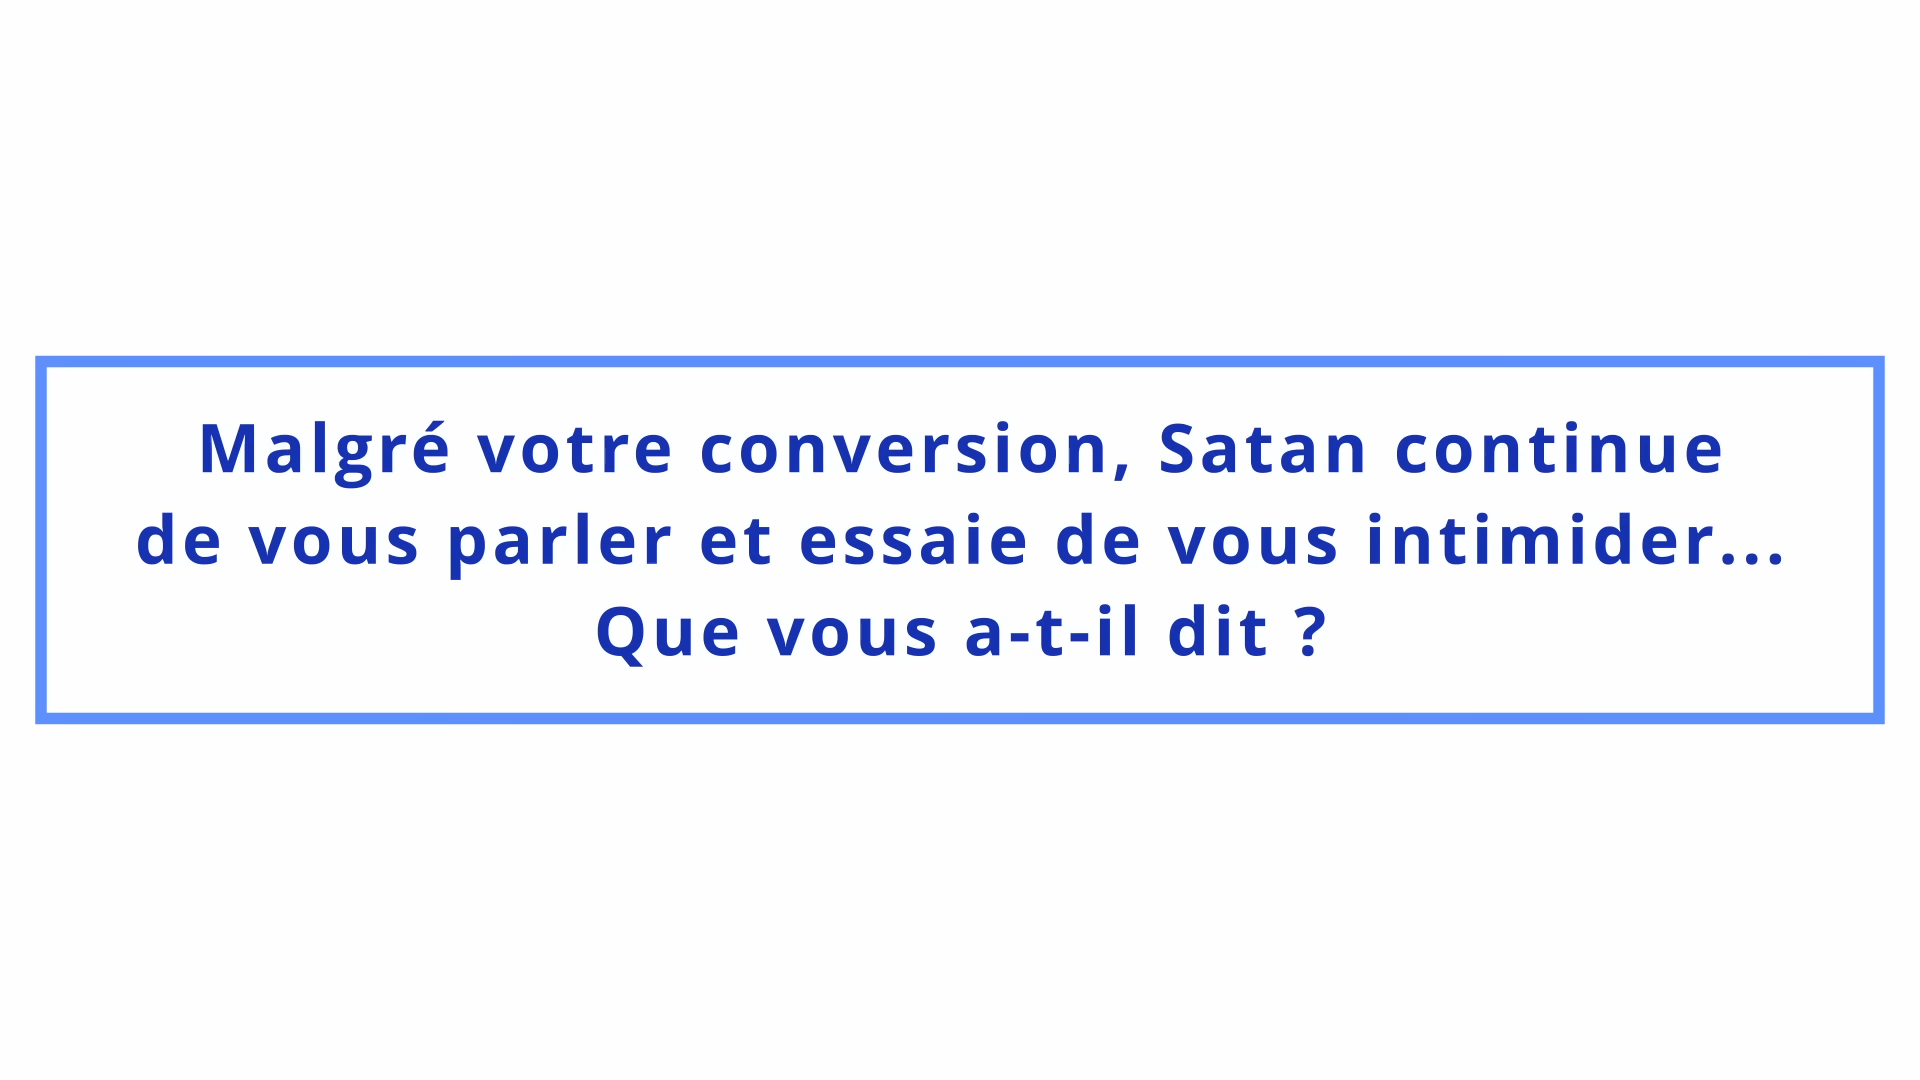 Malgré votre conversion, Satan continue
de vous parler et essaie de vous intimider...
Que vous a-t-il dit ?